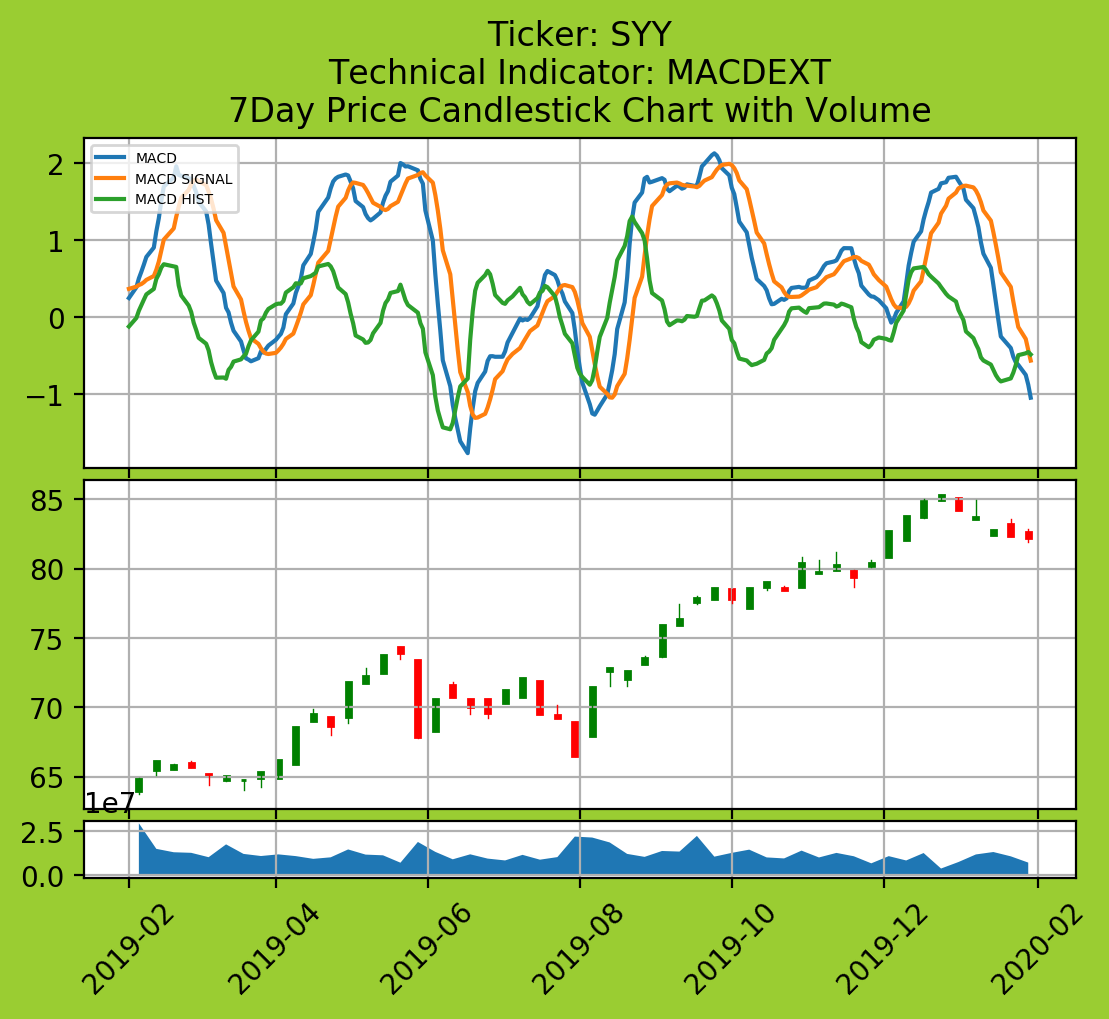 Ticker: SYY
Technical Indicator: MACDEXT
7Day Price Candlestick Chart with Volume
MACD
MACD SIGNAL
MACD HIST
2
1
0
−1
85
80
75
70
65
1e7
2.5
0.0
2019-02
2019-04
2019-06
2019-08
2019-10
2019-12
2020-02